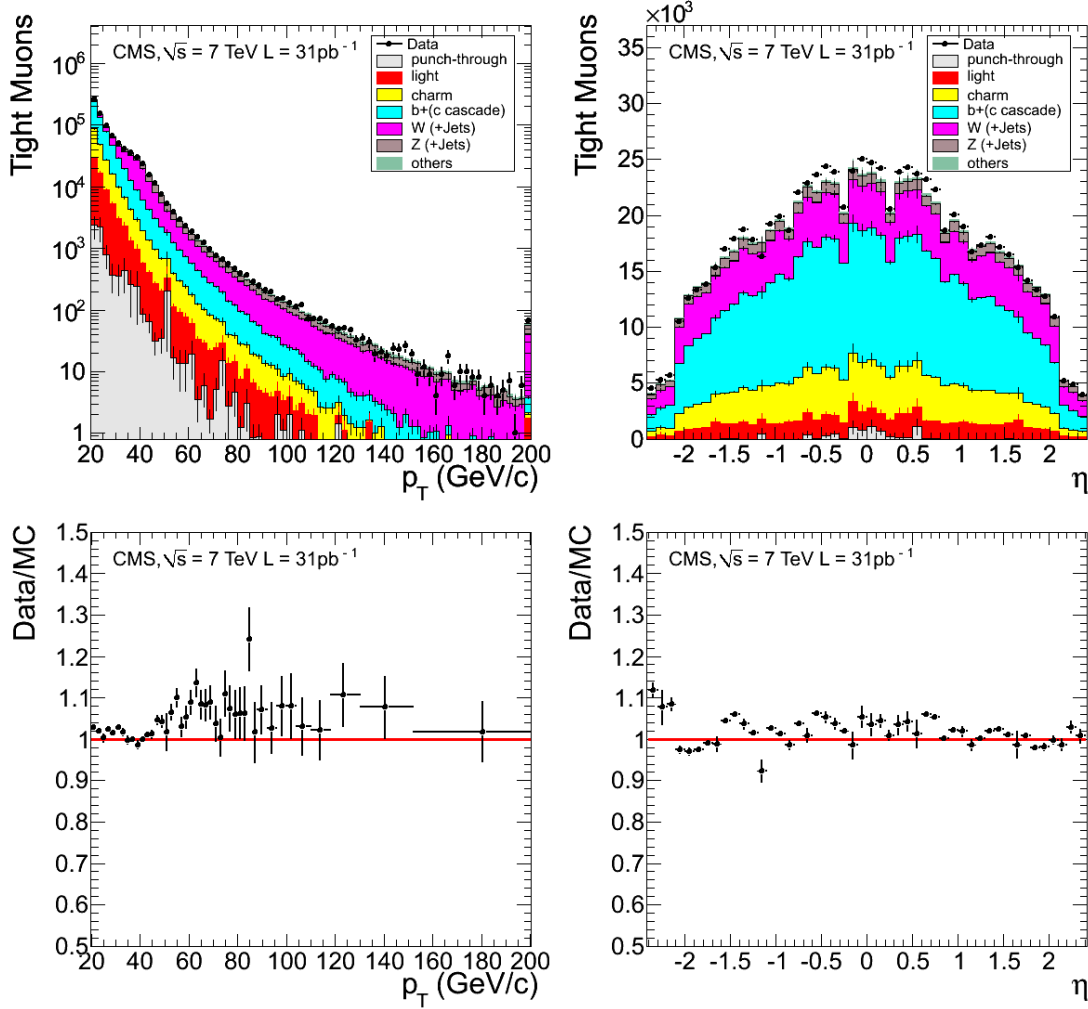 Tight Muons
10⁶
10⁵
10⁴
10³
10²
10
1
CMS, √s = 7 TeV L = 31pb⁻¹
Data
punch-through
light
charm
b+(c cascade)
W (+Jets)
Z (+Jets)
others
20 40 60 80 100 120 140 160 180 200
p_T (GeV/c)
×10³
Tight Muons
35
30
25
20
15
10
5
0
CMS, √s = 7 TeV L = 31pb⁻¹
Data
punch-through
light
charm
b+(c cascade)
W (+Jets)
Z (+Jets)
others
-2 -1.5 -1 -0.5 0 0.5 1 1.5 2
η
Data/MC
1.5
1.4
1.3
1.2
1.1
1
0.9
0.8
0.7
0.6
0.5
CMS, √s = 7 TeV L = 31pb⁻¹
20 40 60 80 100 120 140 160 180 200
p_T (GeV/c)
Data/MC
1.5
1.4
1.3
1.2
1.1
1
0.9
0.8
0.7
0.6
0.5
CMS, √s = 7 TeV L = 31pb⁻¹
-2 -1.5 -1 -0.5 0 0.5 1 1.5 2
η